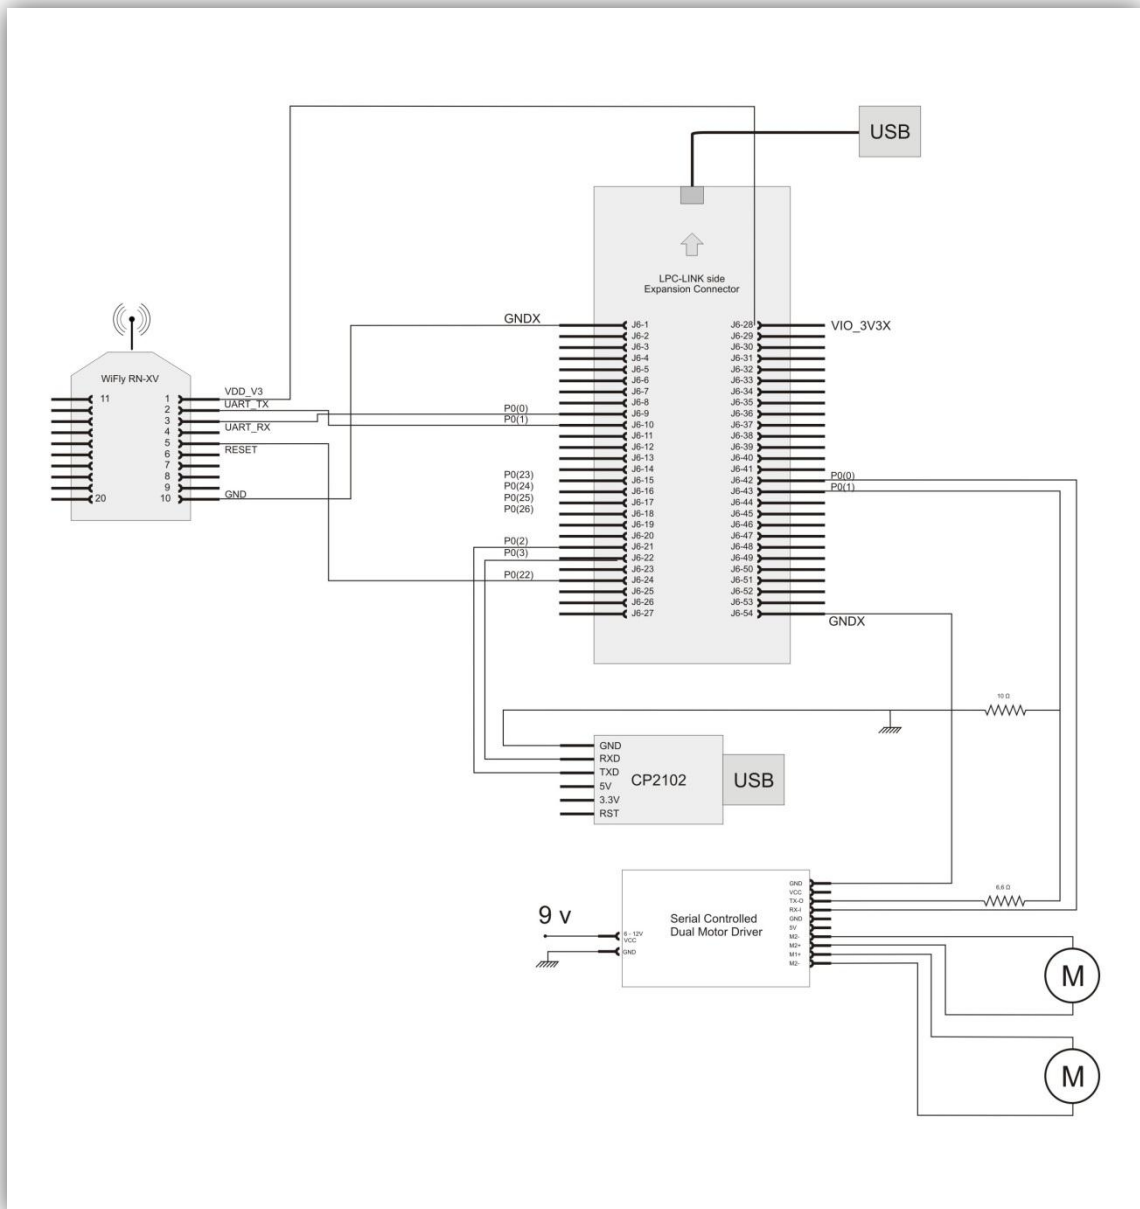 USB
LPC-LINK side
Expansion Connector
GNDX
J6-1
J6-2
J6-3
J6-4
J6-5
J6-6
J6-7
J6-8
P0(0)
J6-9
P0(1)
J6-10
J6-11
J6-12
J6-13
J6-14
P0(23)
J6-15
P0(24)
J6-16
P0(25)
J6-17
P0(26)
J6-18
J6-19
J6-20
P0(2)
J6-21
P0(3)
J6-22
J6-23
P0(22)
J6-24
J6-25
J6-26
J6-27
J6-28
VIO_3V3X
J6-29
J6-30
J6-31
J6-32
J6-33
J6-34
J6-35
J6-36
J6-37
J6-38
J6-39
J6-40
J6-41
J6-42
P0(0)
J6-43
P0(1)
J6-44
J6-45
J6-46
J6-47
J6-48
J6-49
J6-50
J6-51
J6-52
J6-53
J6-54
GNDX
WiFly RN-XV
11
20
1
VDD_V3
2
UART_TX
3
UART_RX
4
5
RESET
6
7
8
9
10
GND
10 Ω
GND
RXD
TXD
5V
3.3V
RST
CP2102
USB
6,6 Ω
9 v
6 - 12V
VCC
GND
Serial Controlled
Dual Motor Driver
GND
VCC
TX-O
RX-I
GND
5V
M2-
M2+
M1+
M2-
M
M